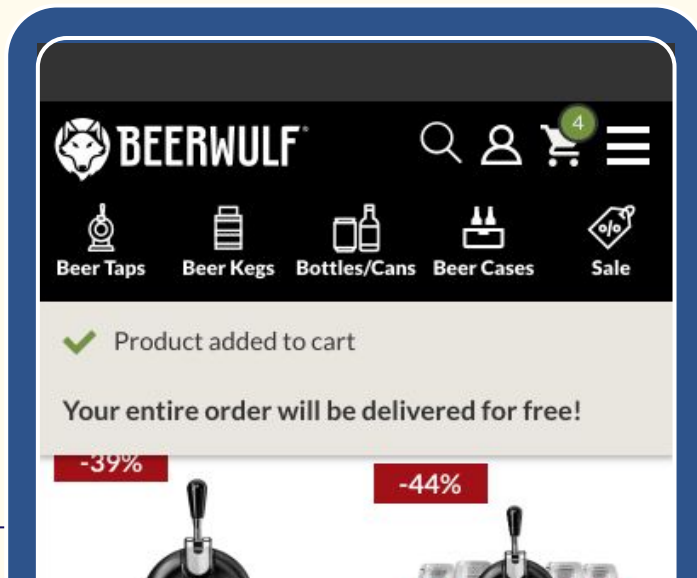 4
BEERWULF®
Beer Taps Beer Kegs Bottles/Cans Beer Cases Sale
Product added to cart
Your entire order will be delivered for free!
-39%
-44%